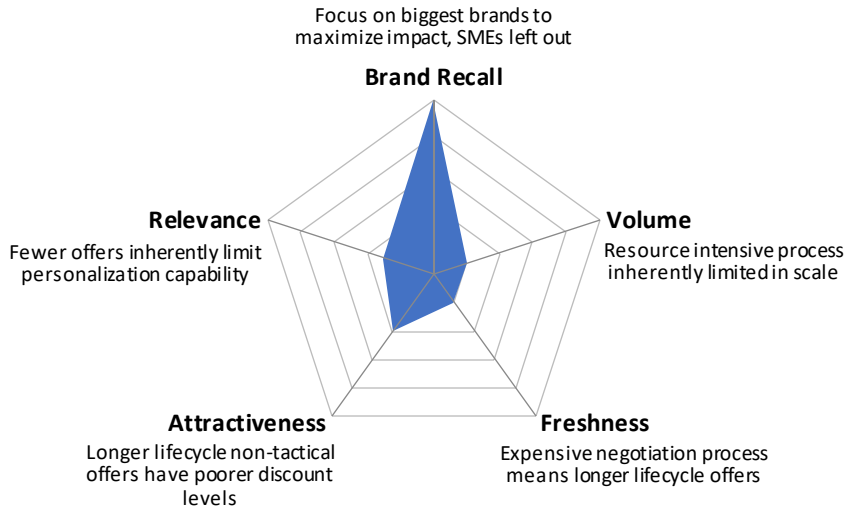 Focus on biggest brands to
maximize impact, SMEs left out
Brand Recall
Relevance
Fewer offers inherently limit
personalization capability
Volume
Resource intensive process
inherently limited in scale
Attractiveness
Longer lifecycle non-tactical
offers have poorer discount
levels
Freshness
Expensive negotiation process
means longer lifecycle offers